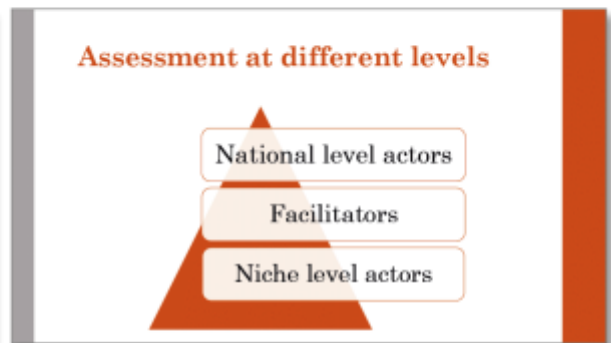 Assessment at different levels
National level actors
Facilitators
Niche level actors